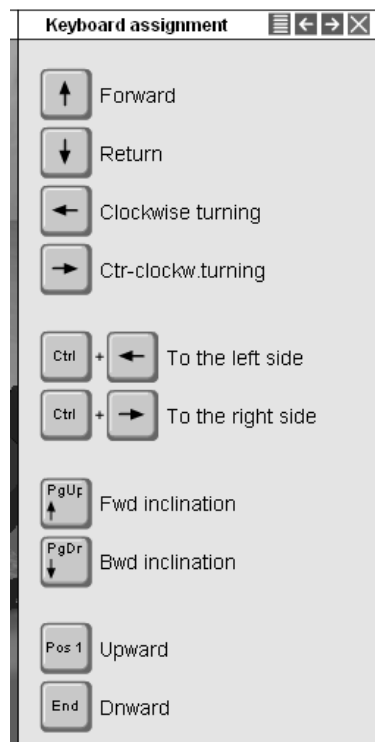 Keyboard assignment
Forward
Return
Clockwise turning
Ctr-clockw.turning
Ctrl + To the left side
Ctrl + To the right side
PgUp Fwd inclination
PgDr Bwd inclination
Pos 1 Upward
End Dnward